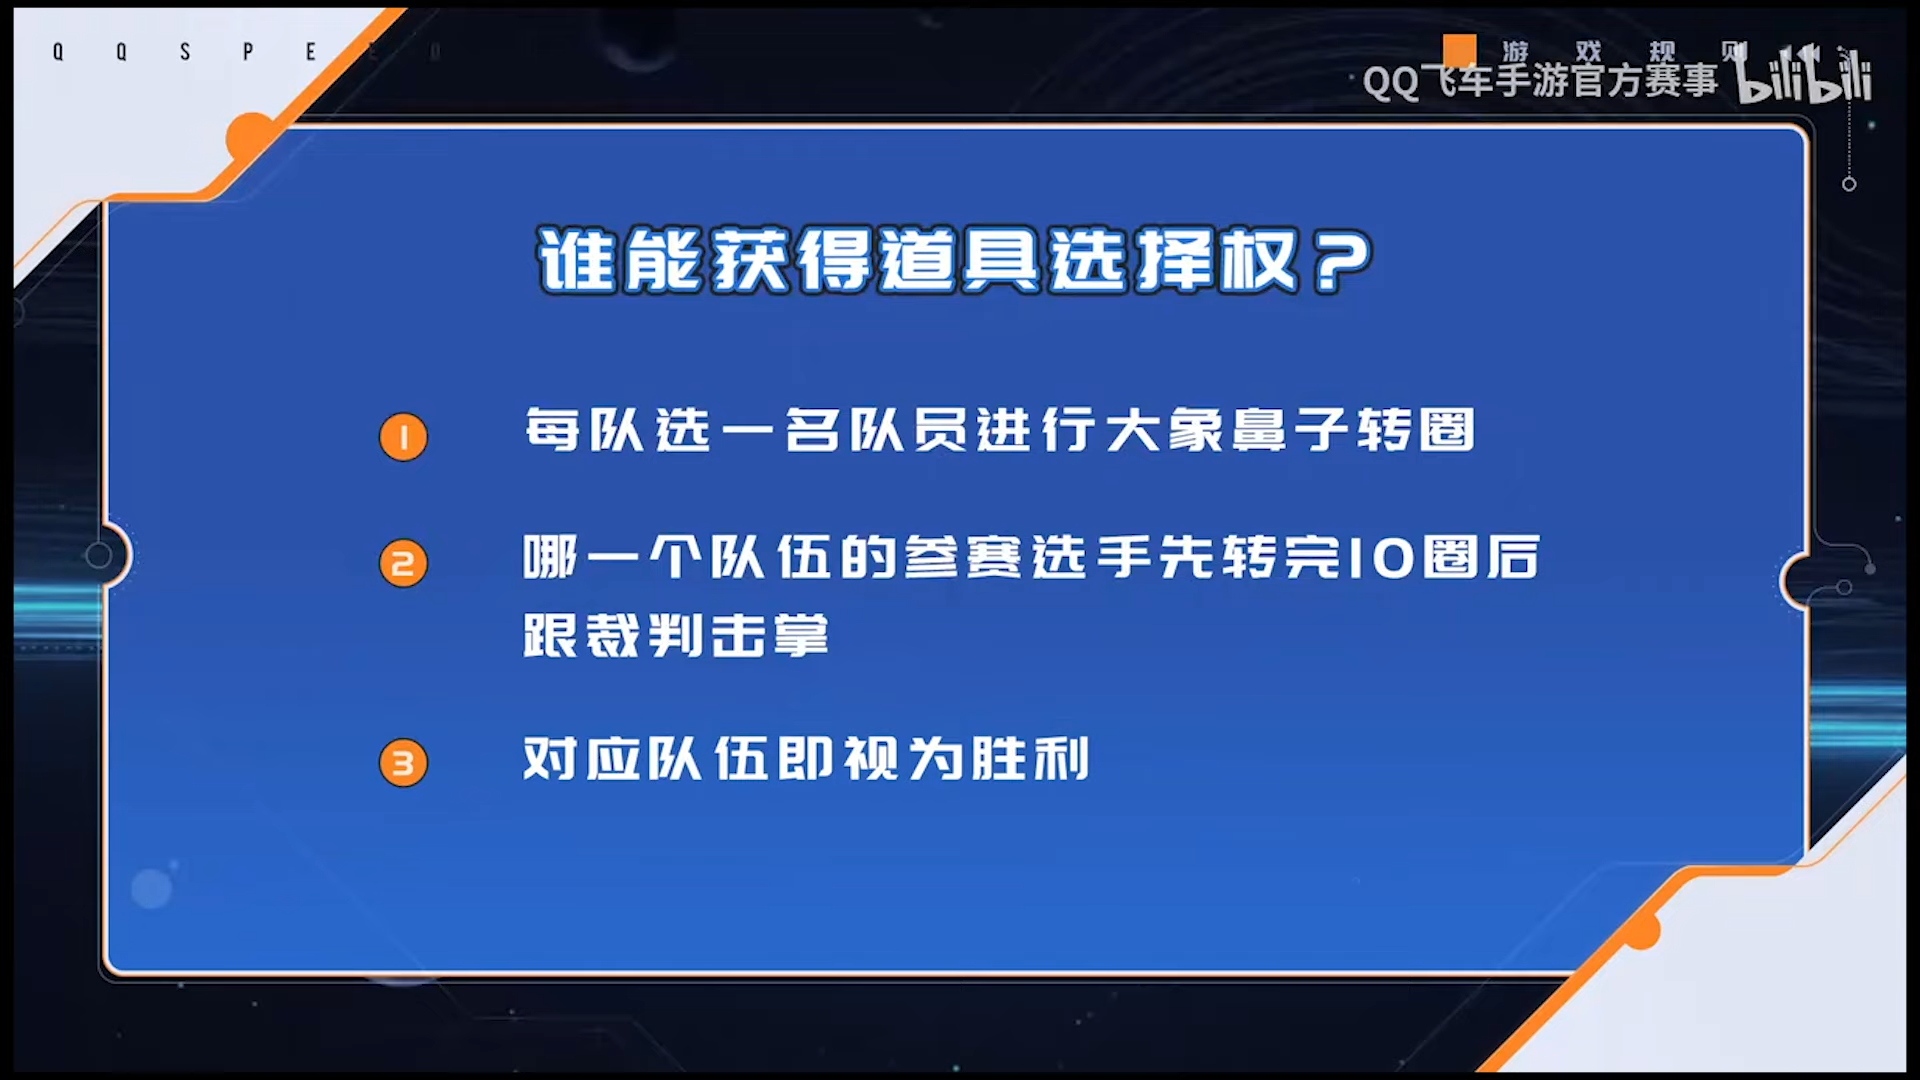 QQSPEED
游戏规则
QQ飞车手游官方赛事 bilibili
谁能获得道具选择权？
1 每队选一名队员进行大象鼻子转圈
2 哪一个队伍的参赛选手先转完10圈后
跟裁判击掌
3 对应队伍即视为胜利